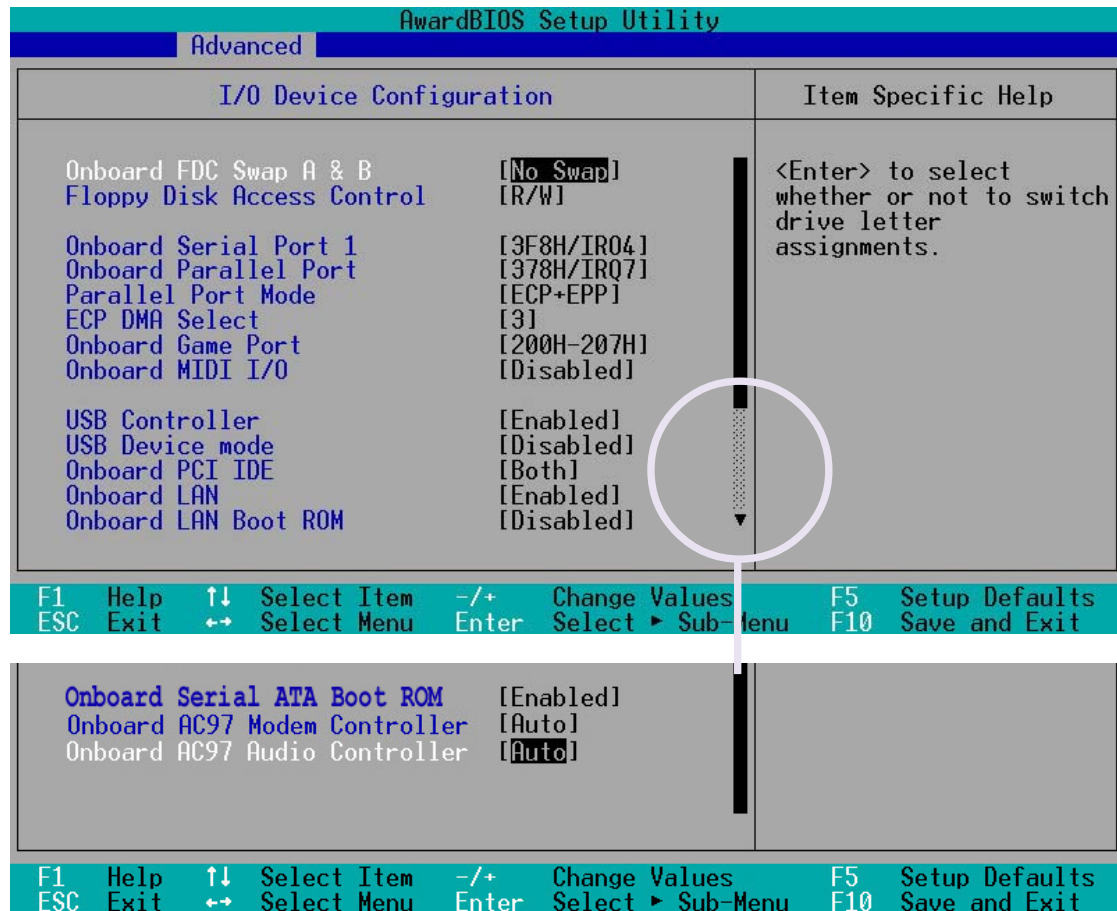 AwardBIOS Setup Utility
Advanced
I/O Device Configuration
Item Specific Help
Onboard FDC Swap A & B [No Swap]
Floppy Disk Access Control [R/W]
Onboard Serial Port 1 [3F8H/IRQ4]
Onboard Parallel Port [378H/IRQ7]
Parallel Port Mode [ECP+EPP]
ECP DMA Select [3]
Onboard Game Port [200H-207H]
Onboard MIDI I/O [Disabled]
USB Controller [Enabled]
USB Device mode [Disabled]
Onboard PCI IDE [Both]
Onboard LAN [Enabled]
Onboard LAN Boot ROM [Disabled]
<Enter> to select
whether or not to switch
drive letter
assignments.
F1 Help ↑↓ Select Item -/+ Change Values F5 Setup Defaults
ESC Exit ←→ Select Menu Enter Select ► Sub-Menu F10 Save and Exit
Onboard Serial ATA Boot ROM [Enabled]
Onboard AC97 Modem Controller [Auto]
Onboard AC97 Audio Controller [Auto]
F1 Help ↑↓ Select Item -/+ Change Values F5 Setup Defaults
ESC Exit ←→ Select Menu Enter Select ► Sub-Menu F10 Save and Exit